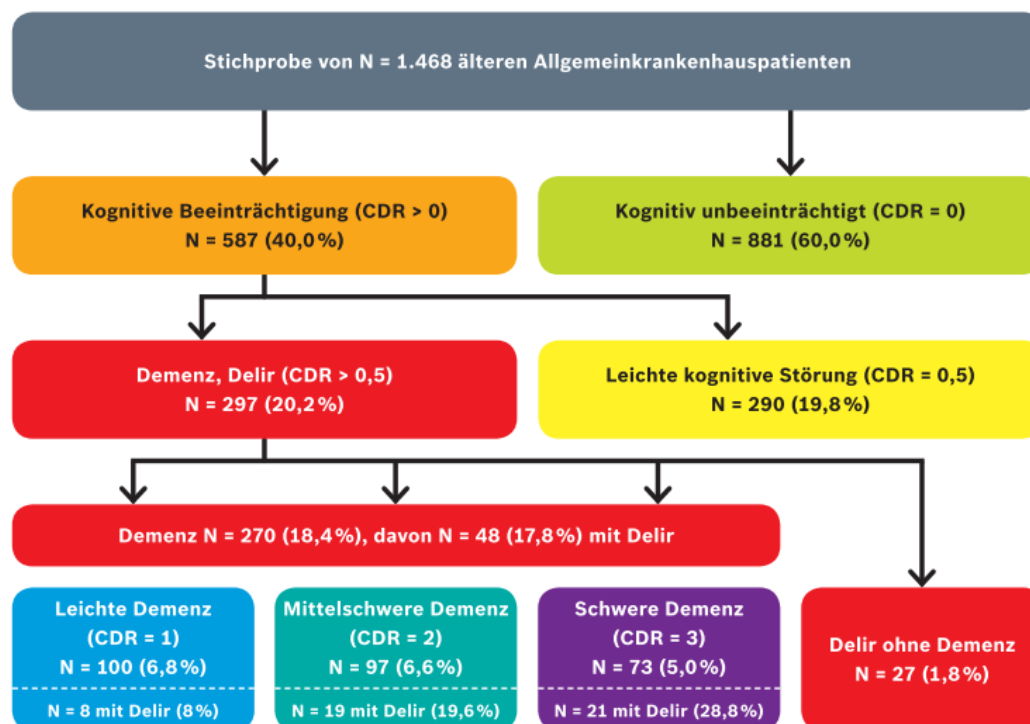 Stichprobe von N = 1.468 älteren Allgemeinkrankenhauspatienten
Kognitive Beeinträchtigung (CDR > 0)
N = 587 (40,0 %)
Kognitiv unbeeinträchtigt (CDR = 0)
N = 881 (60,0 %)
Demenz, Delir (CDR > 0,5)
N = 297 (20,2 %)
Leichte kognitive Störung (CDR = 0,5)
N = 290 (19,8 %)
Demenz N = 270 (18,4 %), davon N = 48 (17,8 %) mit Delir
Leichte Demenz
(CDR = 1)
N = 100 (6,8 %)
N = 8 mit Delir (8 %)
Mittelschwere Demenz
(CDR = 2)
N = 97 (6,6 %)
N = 19 mit Delir (19,6 %)
Schwere Demenz
(CDR = 3)
N = 73 (5,0 %)
N = 21 mit Delir (28,8 %)
Delir ohne Demenz
N = 27 (1,8 %)